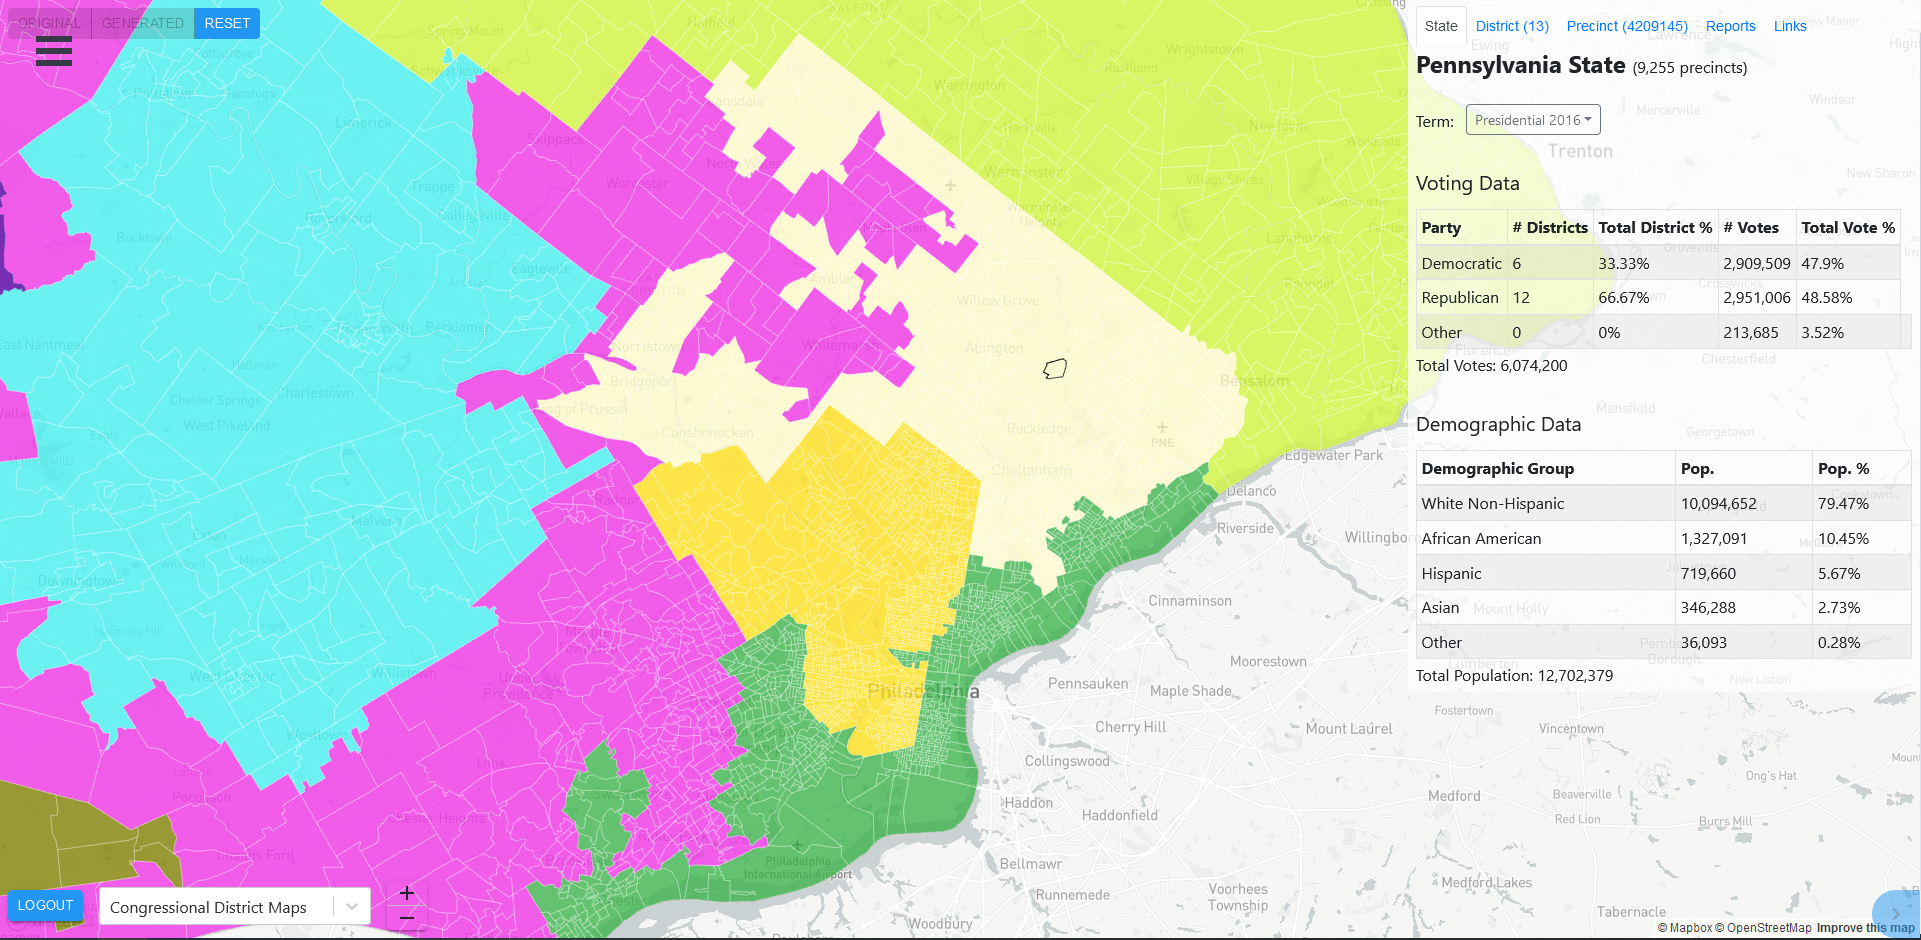 ORIGINAL GENERATED RESET
State District (13) Precinct (4209145) Reports Links
Pennsylvania State (9,255 precincts)
Term: Presidential 2016
Voting Data
Party # Districts Total District % # Votes Total Vote %
Democratic 6 33.33% 2,909,509 47.9%
Republican 12 66.67% 2,951,006 48.58%
Other 0 0% 213,685 3.52%
Total Votes: 6,074,200
Demographic Data
Demographic Group Pop. Pop. %
White Non-Hispanic 10,094,652 79.47%
African American 1,327,091 10.45%
Hispanic 719,660 5.67%
Asian 346,288 2.73%
Other 36,093 0.28%
Total Population: 12,702,379
Hatfield
Spring Mount
Wrightstown
Rushland
Warrington
Lansdale
Sanatoga
Limerick
Skippack
North Wales
Worcester
Trappe
Collegeville
Royersford
Bucktown
Eagleville
Warminster
Village Shires
Woodbourne
Langhorne
Newtown
Trenton
Mercerville
Windsor
New Sharon
Ambler
Willow Grove
Abington
Whitemarsh
Norristown
Bridgeport
King of Prussia
Conshohocken
Rockledge
Cheltenham
PNE
Bensalem
Perkiomen
Kimberton
East Nantmeal
Charlestown
Chester Springs
West Pikeland
Eagle
Malvern
Exton
Radnor
Edgewater Park
Delanco
Riverside
Cinnaminson
Moorestown
Pennsauken
Maple Shade
Philadelphia
Cherry Hill
Mount Laurel
Collingswood
Haddon
Haddonfield
Bellmawr
Runnemede
Voorhees
Township
Woodbury
Philadelphia
International Airport
Chester Heights
Lima
Willistown
Westtown
West Chester
Mansfield
Georgetown
Chesterfield
Mount Holly
Lumberton
New Lisbon
Fostertown
Vincentown
Ong's Hat
Beaverville
Red Lion
Burrs Mill
Medford
Medford Lakes
Tabernacle
LOGOUT Congressional District Maps
+
−
© Mapbox © OpenStreetMap Improve this map